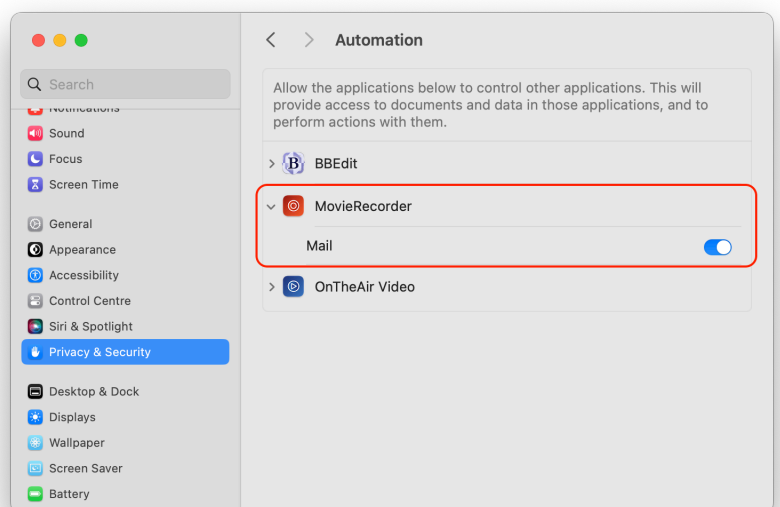 Automation
Search
Notifications
Sound
Focus
Screen Time
General
Appearance
Accessibility
Control Centre
Siri & Spotlight
Privacy & Security
Desktop & Dock
Displays
Wallpaper
Screen Saver
Battery
Allow the applications below to control other applications. This will
provide access to documents and data in those applications, and to
perform actions with them.
BBEdit
MovieRecorder
Mail
OnTheAir Video